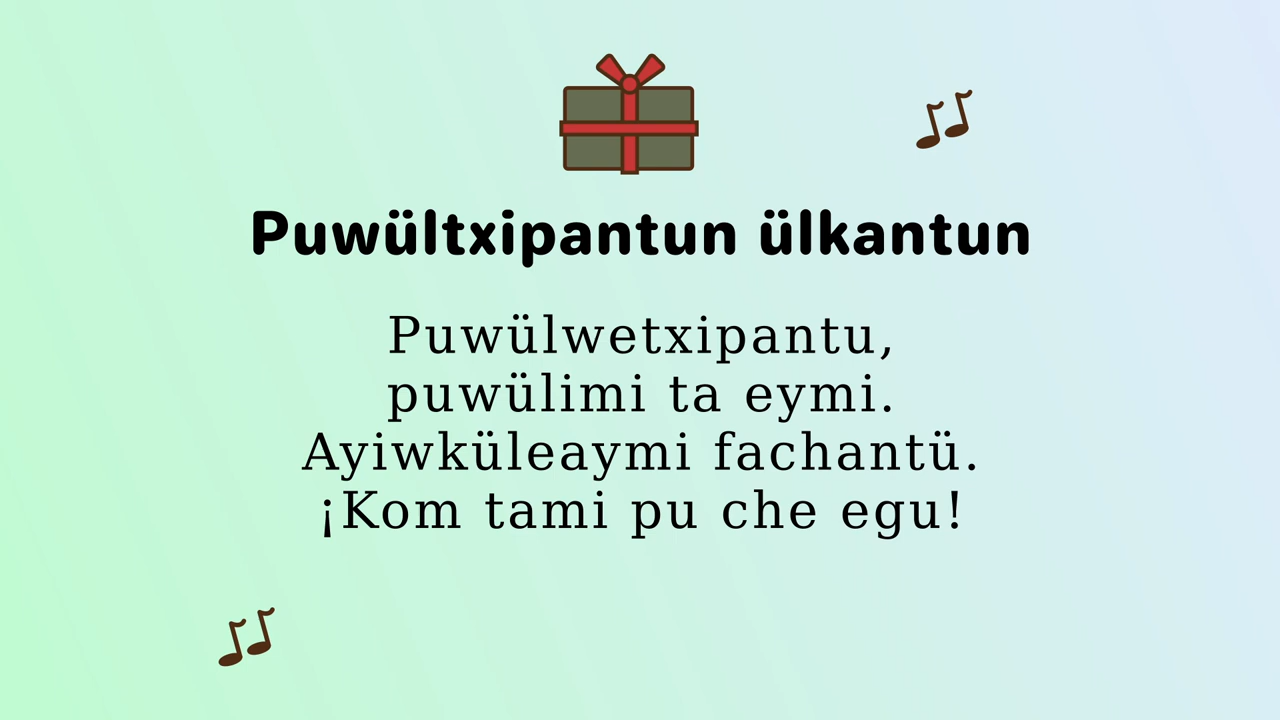 Puwültxipantun ülkantun
Puwülwetxipantu,
puwülimi ta eymi.
Ayiwküleaymi fachantü.
¡Kom tami pu che egu!